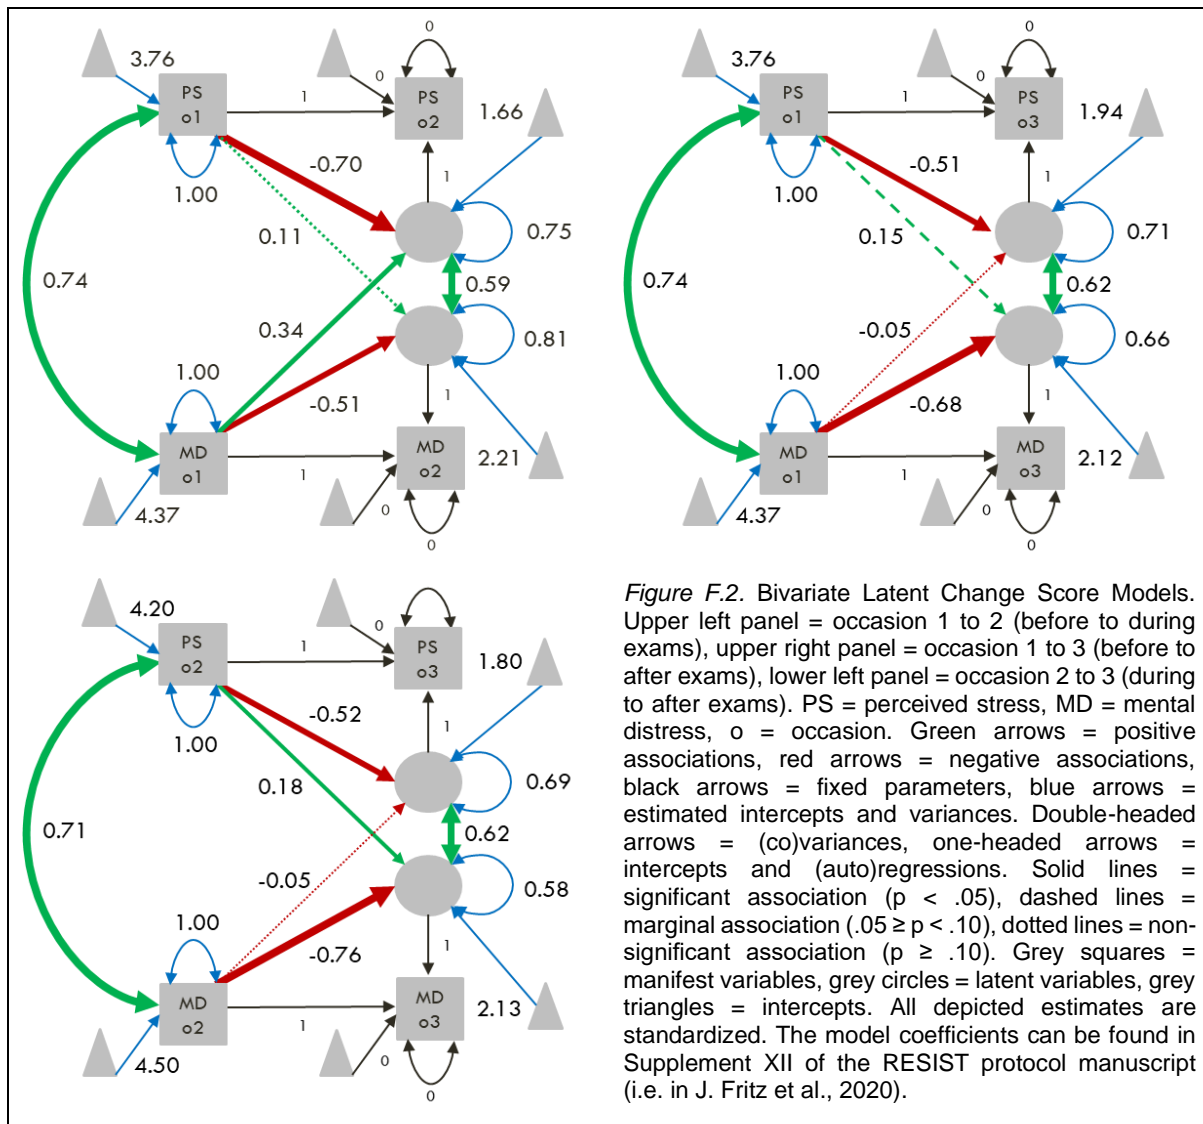 0
3.76
0
PS
o1
1
PS
o2
1.66
-0.70
1
1.00
0.11
0.75
0.74
0.59
0.34
0.81
1.00
-0.51
1
MD
o1
1
MD
o2
2.21
4.37
0
0
0
3.76
0
PS
o1
1
PS
o3
1.94
-0.51
1
1.00
0.15
0.71
0.74
0.62
-0.05
0.66
1.00
-0.68
1
MD
o1
1
MD
o3
2.12
4.37
0
0
0
4.20
0
PS
o2
1
PS
o3
1.80
-0.52
1
1.00
0.18
0.69
0.71
0.62
-0.05
0.58
1.00
-0.76
1
MD
o2
1
MD
o3
2.13
4.50
0
0
Figure F.2. Bivariate Latent Change Score Models.
Upper left panel = occasion 1 to 2 (before to during
exams), upper right panel = occasion 1 to 3 (before to
after exams), lower left panel = occasion 2 to 3 (during
to after exams). PS = perceived stress, MD = mental
distress, o = occasion. Green arrows = positive
associations, red arrows = negative associations,
black arrows = fixed parameters, blue arrows =
estimated intercepts and variances. Double-headed
arrows = (co)variances, one-headed arrows =
intercepts and (auto)regressions. Solid lines =
significant association (p < .05), dashed lines =
marginal association (.05 ≥ p < .10), dotted lines = non-
significant association (p ≥ .10). Grey squares =
manifest variables, grey circles = latent variables, grey
triangles = intercepts. All depicted estimates are
standardized. The model coefficients can be found in
Supplement XII of the RESIST protocol manuscript
(i.e. in J. Fritz et al., 2020).